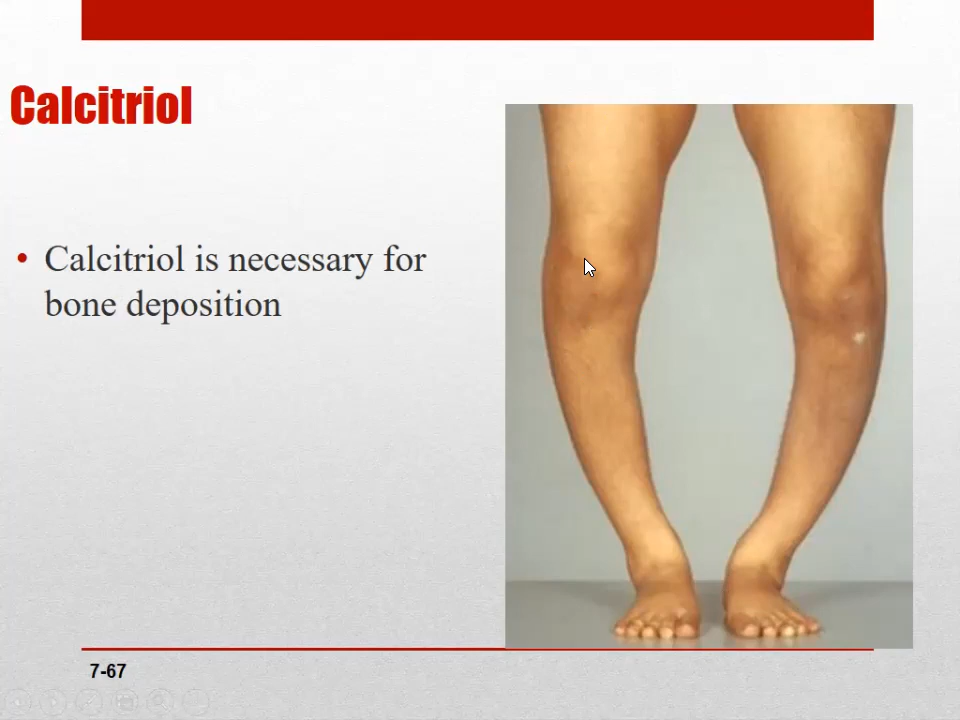 Calcitriol
• Calcitriol is necessary for
bone deposition
7-67